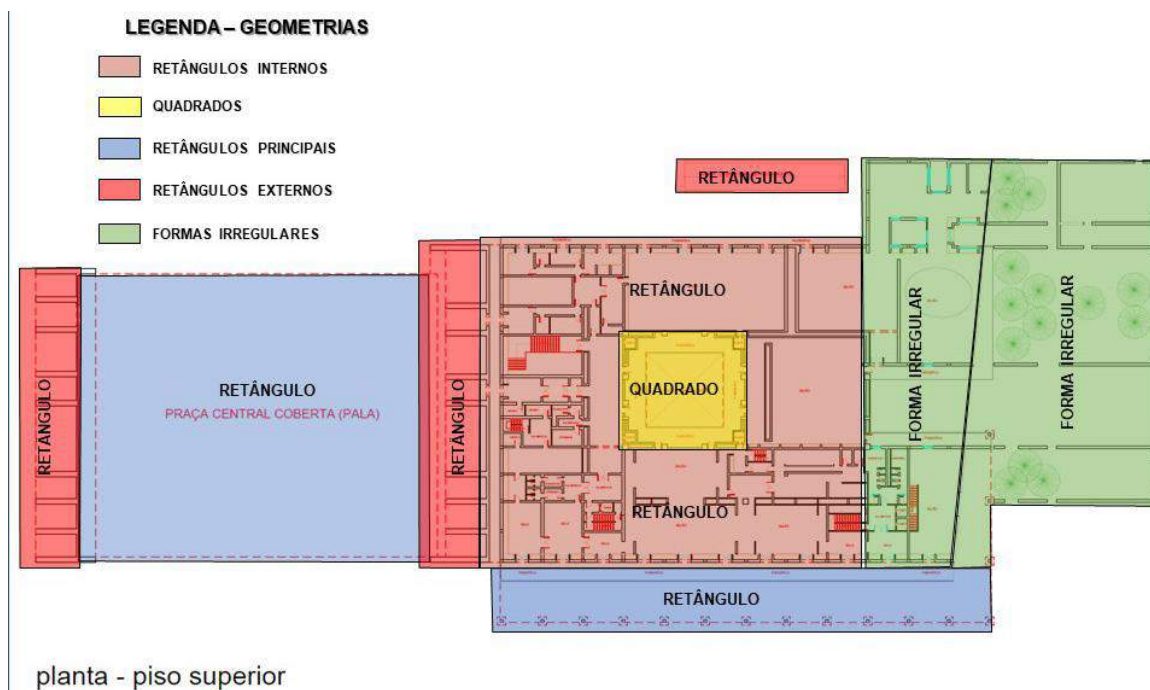 LEGENDA – GEOMETRIAS
RETÂNGULOS INTERNOS
QUADRADOS
RETÂNGULOS PRINCIPAIS
RETÂNGULOS EXTERNOS
FORMAS IRREGULARES
RETÂNGULO
RETÂNGULO
RETÂNGULO
PRAÇA CENTRAL COBERTA (PALA)
RETÂNGULO
RETÂNGULO
QUADRADO
RETÂNGULO
FORMA IRREGULAR
FORMA IRREGULAR
RETÂNGULO
planta - piso superior